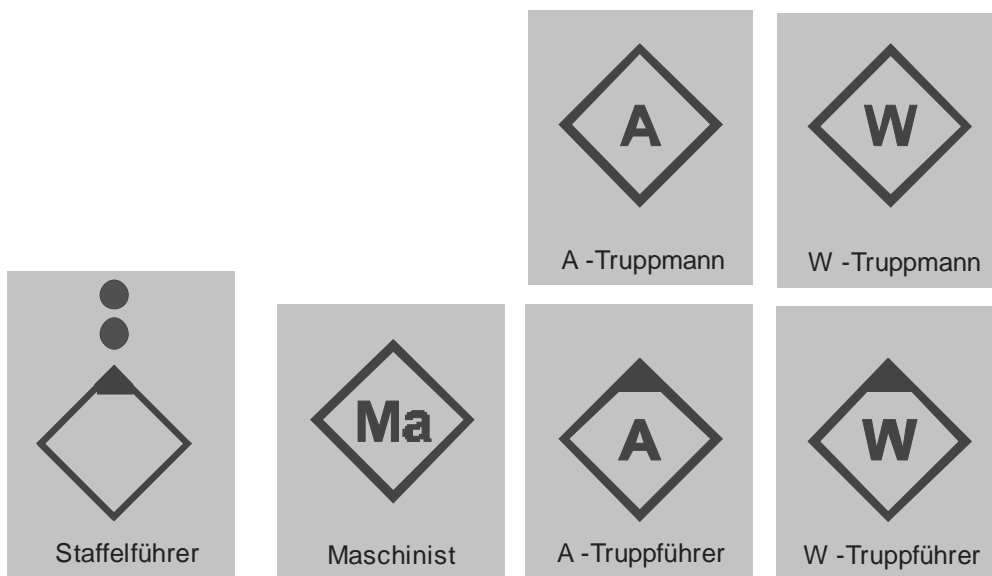 A
W
A -Truppmann
W -Truppmann
Ma
A
W
Staffelführer
Maschinist
A -Truppführer
W -Truppführer